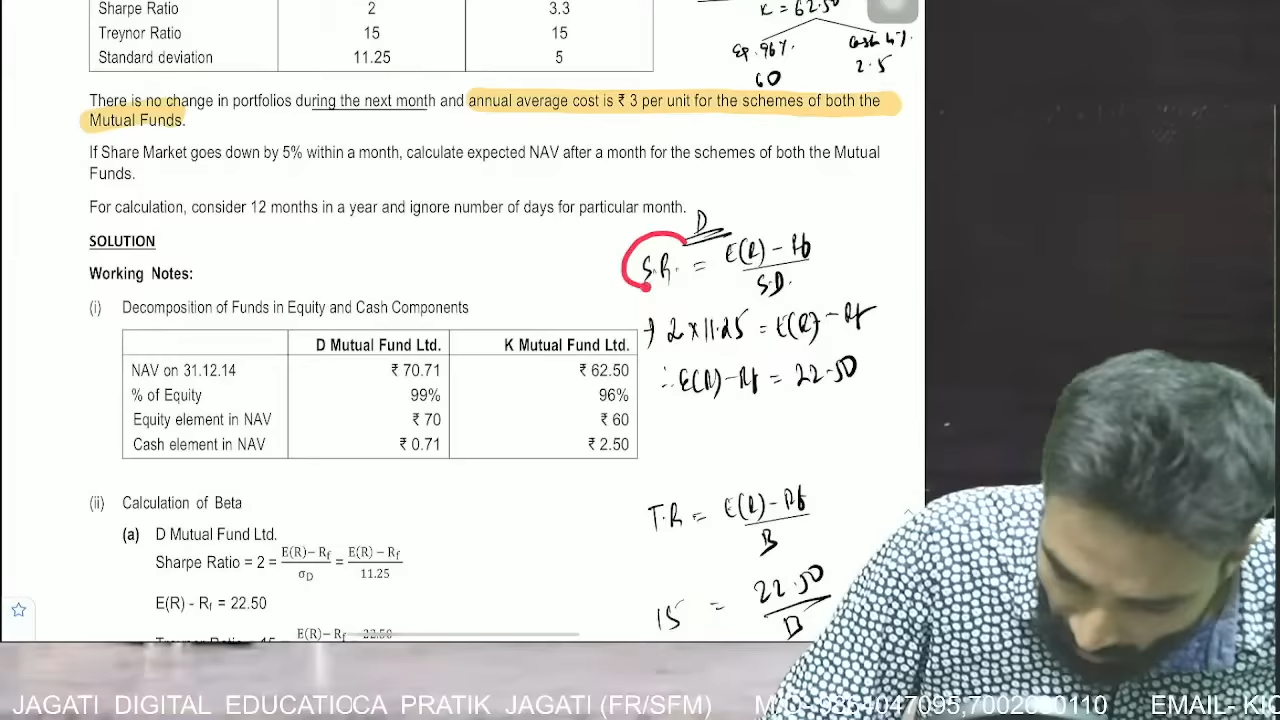 Sharpe Ratio 2 3.3
K = 62.50
Treynor Ratio 15 15
Eq. 96%. Cash 4%.
Standard deviation 11.25 5
60 2.5
There is no change in portfolios during the next month and annual average cost is ₹ 3 per unit for the schemes of both the
Mutual Funds.
If Share Market goes down by 5% within a month, calculate expected NAV after a month for the schemes of both the Mutual
Funds.
For calculation, consider 12 months in a year and ignore number of days for particular month.
SOLUTION
Working Notes:
(i) Decomposition of Funds in Equity and Cash Components
D Mutual Fund Ltd. K Mutual Fund Ltd.
NAV on 31.12.14 ₹ 70.71 ₹ 62.50
% of Equity 99% 96%
Equity element in NAV ₹ 70 ₹ 60
Cash element in NAV ₹ 0.71 ₹ 2.50
(ii) Calculation of Beta
(a) D Mutual Fund Ltd.
Sharpe Ratio = 2 = E(R)– Rf / σD = E(R) – Rf / 11.25
E(R) - Rf = 22.50
E(R)– Rf 22.50
D
S.R. = E(R) – Rf / S.D.
→ 2 × 11.25 = E(R) – Rf
∴ E(R) – Rf = 22.50
T.R = E(R) – Rf / B
15 = 22.50 / B
JAGATI DIGITAL EDUCATIOCA PRATIK JAGATI (FR/SFM)
EMAIL- KIC